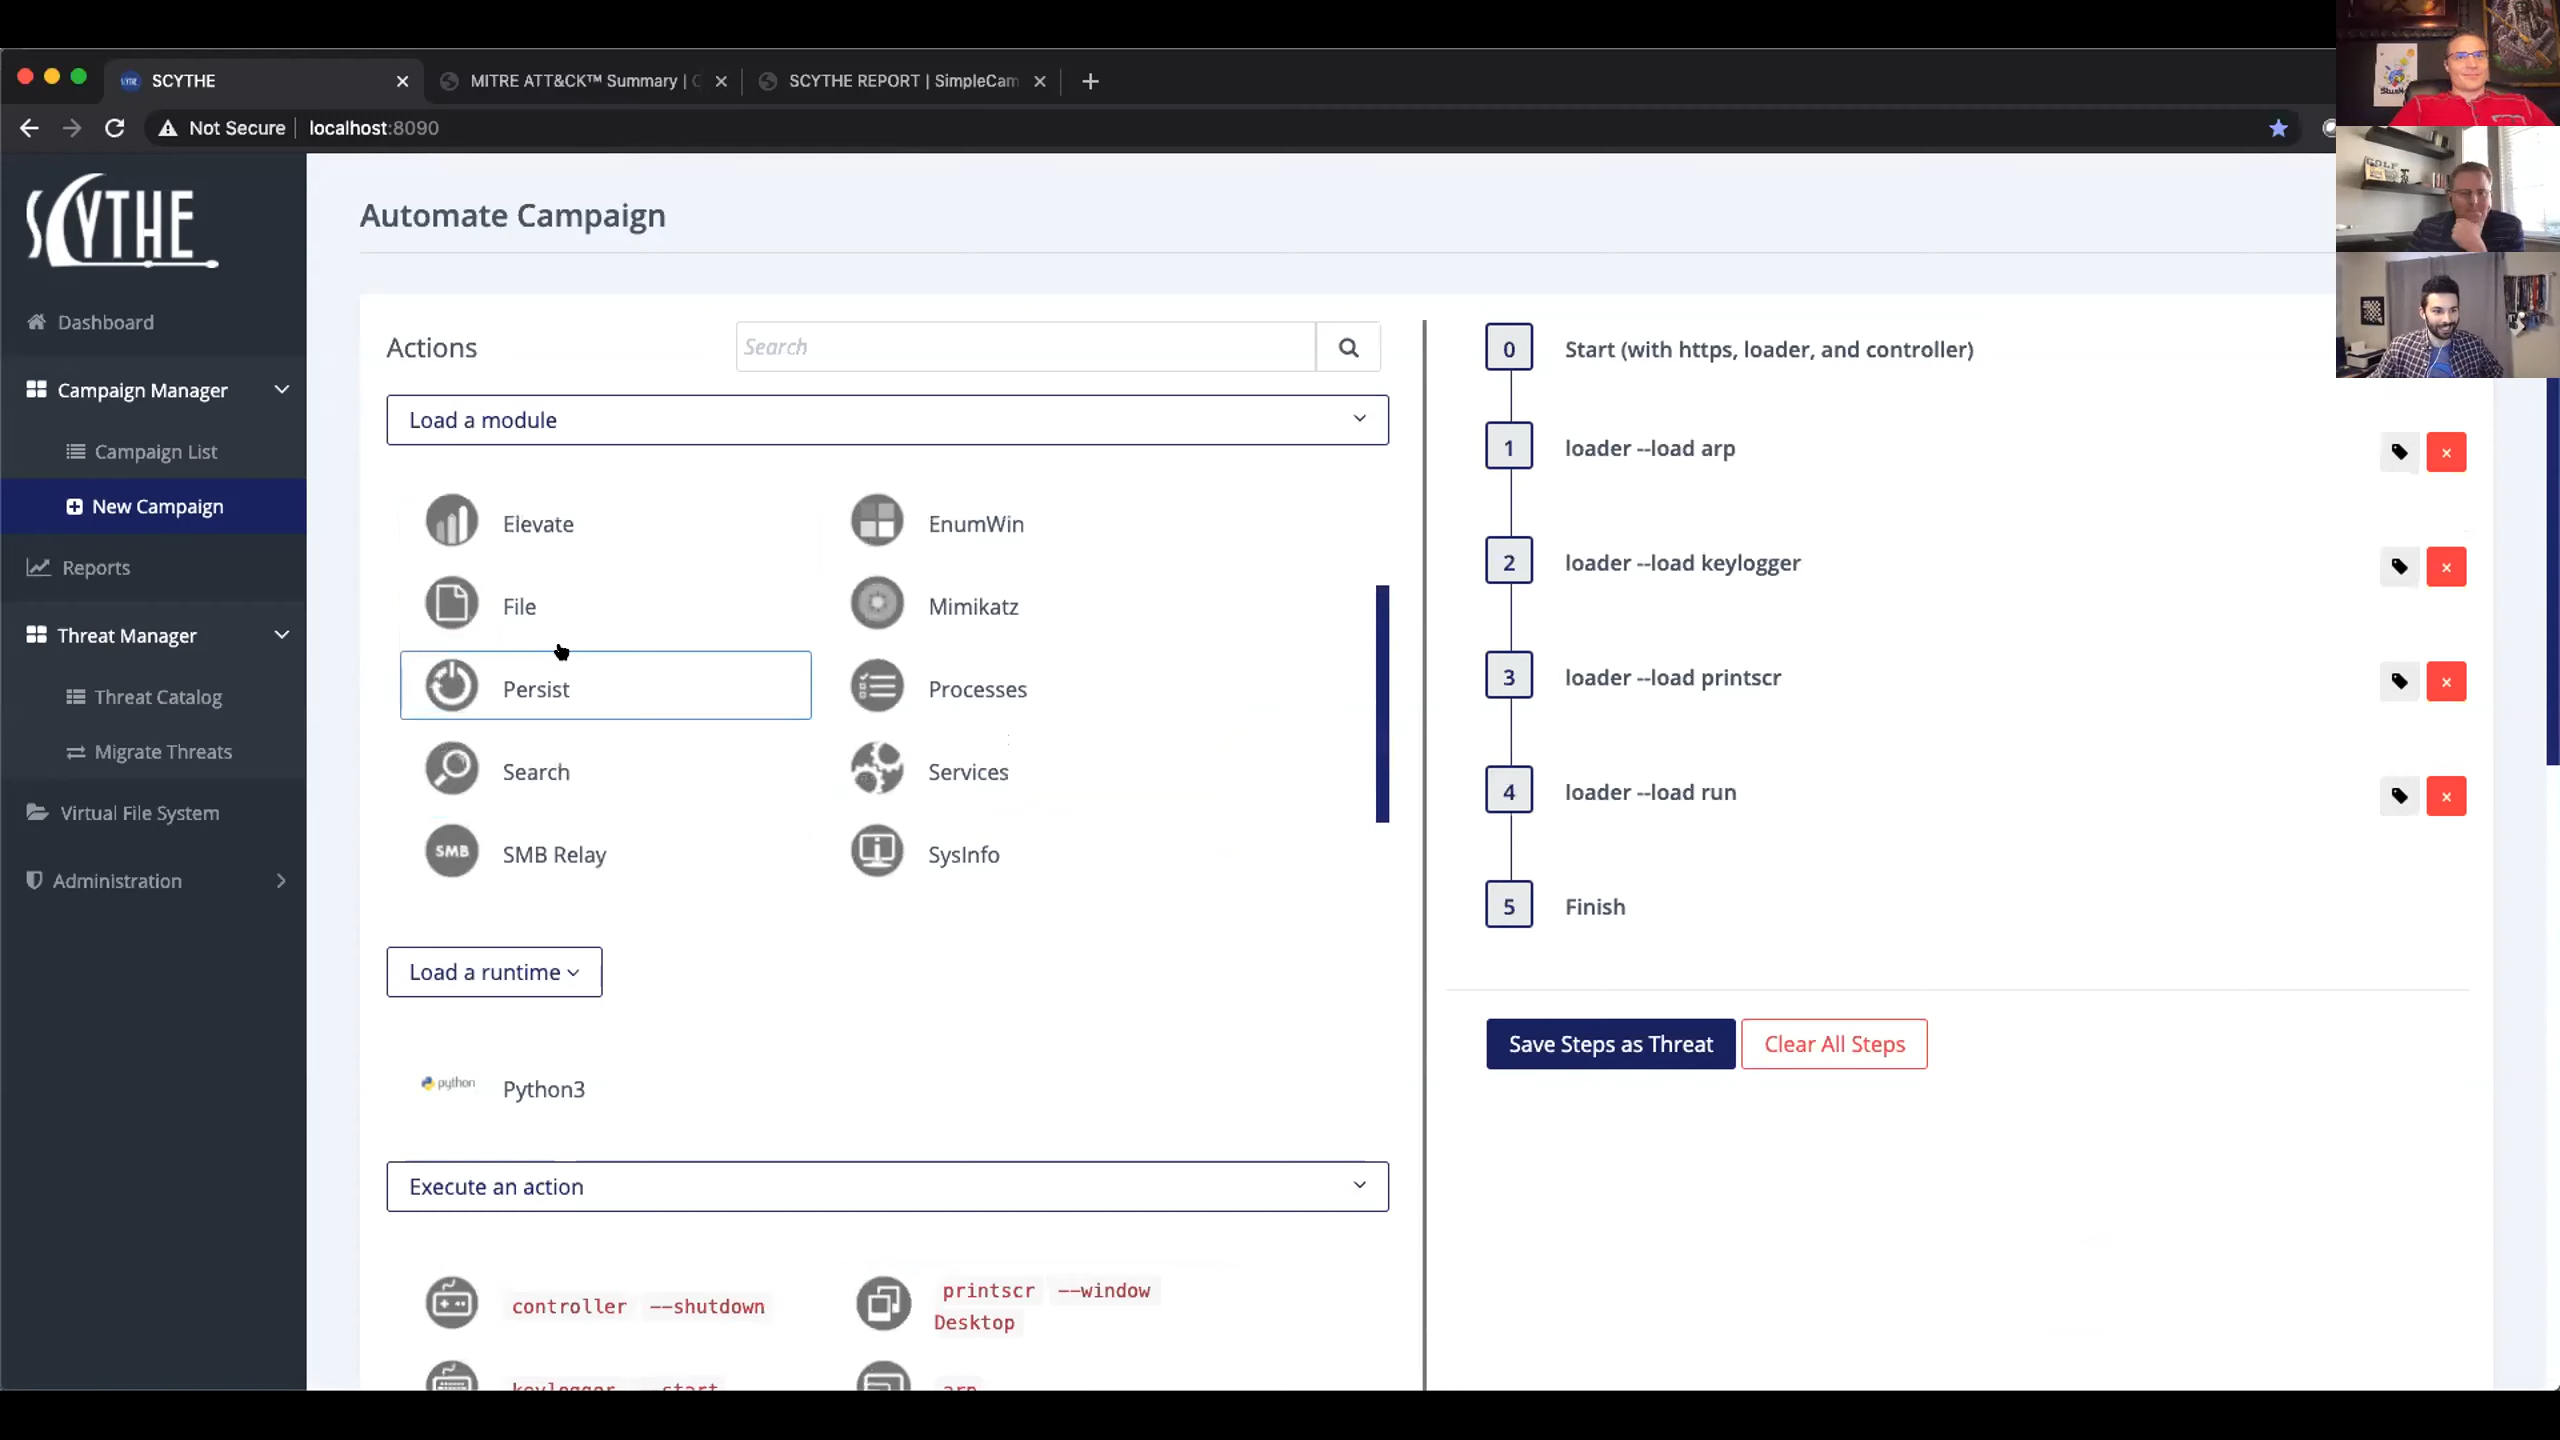 SCYTHE
MITRE ATT&CK™ Summary |
SCYTHE REPORT | SimpleCam
Not Secure
localhost:8090
SCYTHE
Dashboard
Campaign Manager
Campaign List
New Campaign
Reports
Threat Manager
Threat Catalog
Migrate Threats
Virtual File System
Administration
Automate Campaign
Actions
Search
Load a module
Elevate
EnumWin
File
Mimikatz
Persist
Processes
Search
Services
SMB
SMB Relay
SysInfo
Load a runtime
python
Python3
Execute an action
controller --shutdown
printscr --window
Desktop
keylogger --start
arp
0 Start (with https, loader, and controller)
1 loader --load arp
2 loader --load keylogger
3 loader --load printscr
4 loader --load run
5 Finish
Save Steps as Threat
Clear All Steps
GOLF